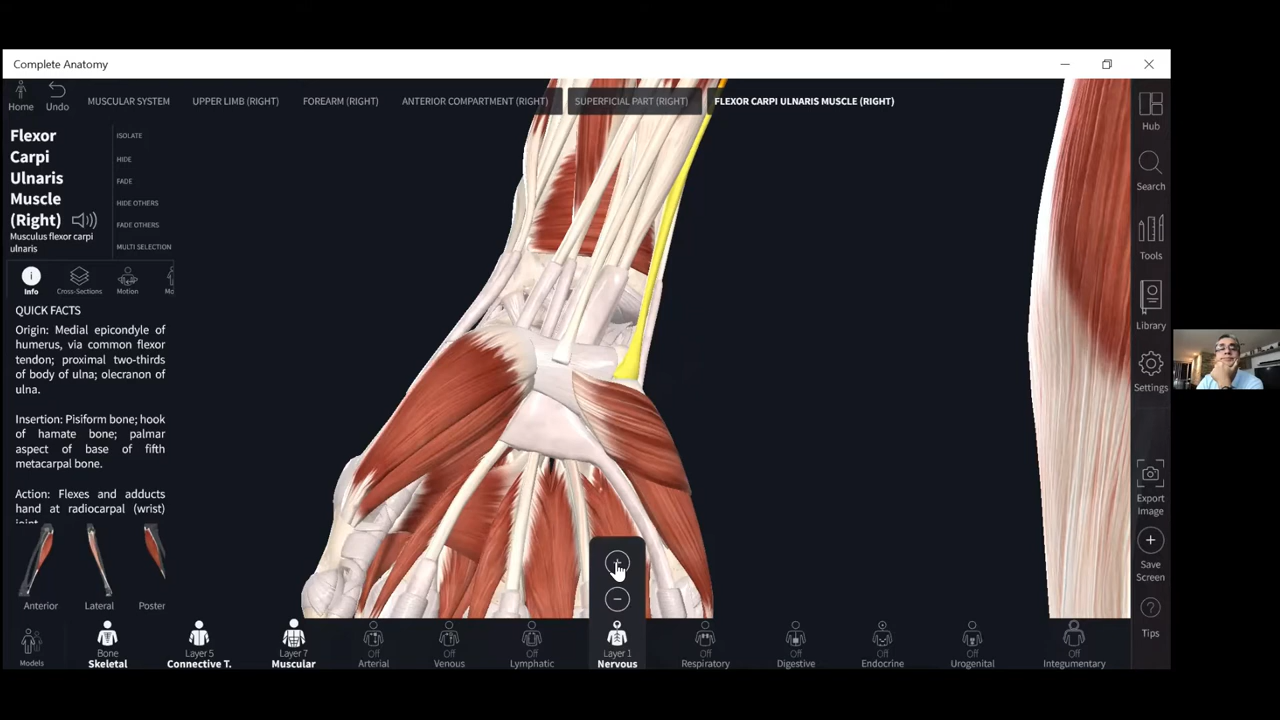 Complete Anatomy
Home
Undo
MUSCULAR SYSTEM
UPPER LIMB (RIGHT)
FOREARM (RIGHT)
ANTERIOR COMPARTMENT (RIGHT)
SUPERFICIAL PART (RIGHT)
FLEXOR CARPI ULNARIS MUSCLE (RIGHT)
Flexor
Carpi
Ulnaris
Muscle
(Right)
Musculus flexor carpi
ulnaris
ISOLATE
HIDE
FADE
HIDE OTHERS
FADE OTHERS
MULTI SELECTION
Info
Cross-Sections
Motion
Mo
QUICK FACTS
Origin: Medial epicondyle of
humerus, via common flexor
tendon; proximal two-thirds
of body of ulna; olecranon of
ulna.
Insertion: Pisiform bone; hook
of hamate bone; palmar
aspect of base of fifth
metacarpal bone.
Action: Flexes and adducts
hand at radiocarpal (wrist)
joint.
Anterior
Lateral
Poster
Hub
Search
Tools
Library
Settings
Export
Image
Save
Screen
Tips
Models
Bone
Skeletal
Layer 5
Connective T.
Layer 7
Muscular
Off
Arterial
Off
Venous
Off
Lymphatic
Layer 1
Nervous
Off
Respiratory
Off
Digestive
Off
Endocrine
Off
Urogenital
Off
Integumentary